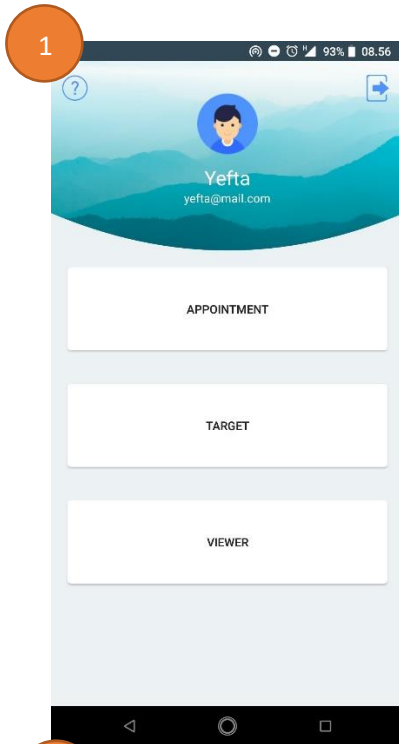 1
H 93% 08.56
?
Yefta
yefta@mail.com
APPOINTMENT
TARGET
VIEWER